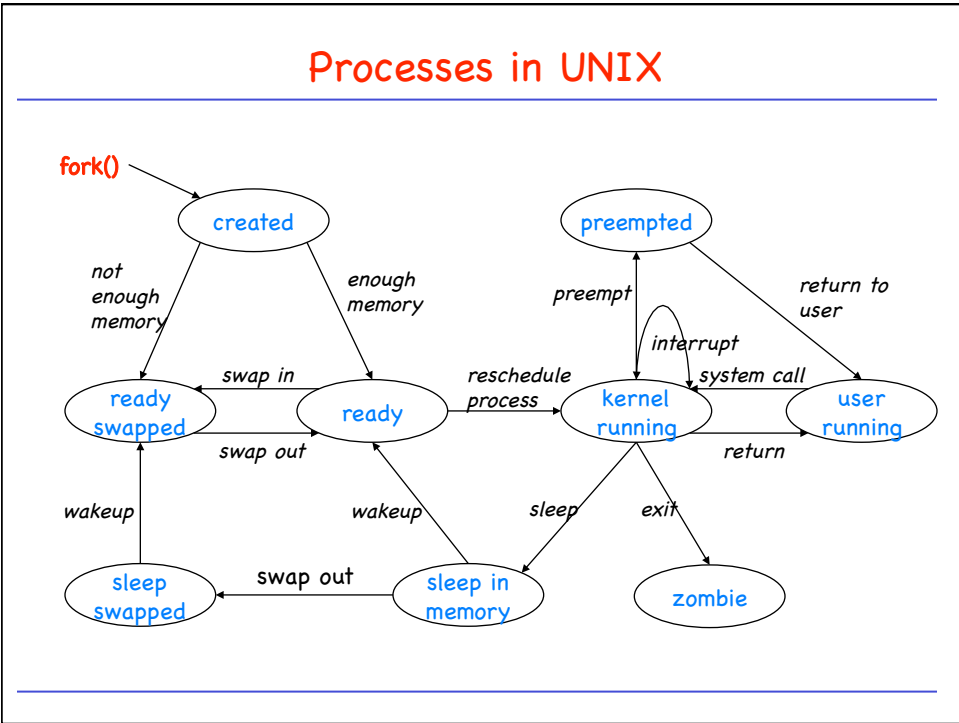 Processes in UNIX
fork()
created
preempted
not
enough
memory
enough
memory
preempt
return to
user
interrupt
swap in
reschedule
process
system call
ready
swapped
ready
kernel
running
user
running
swap out
return
wakeup
wakeup
sleep
exit
sleep
swapped
swap out
sleep in
memory
zombie